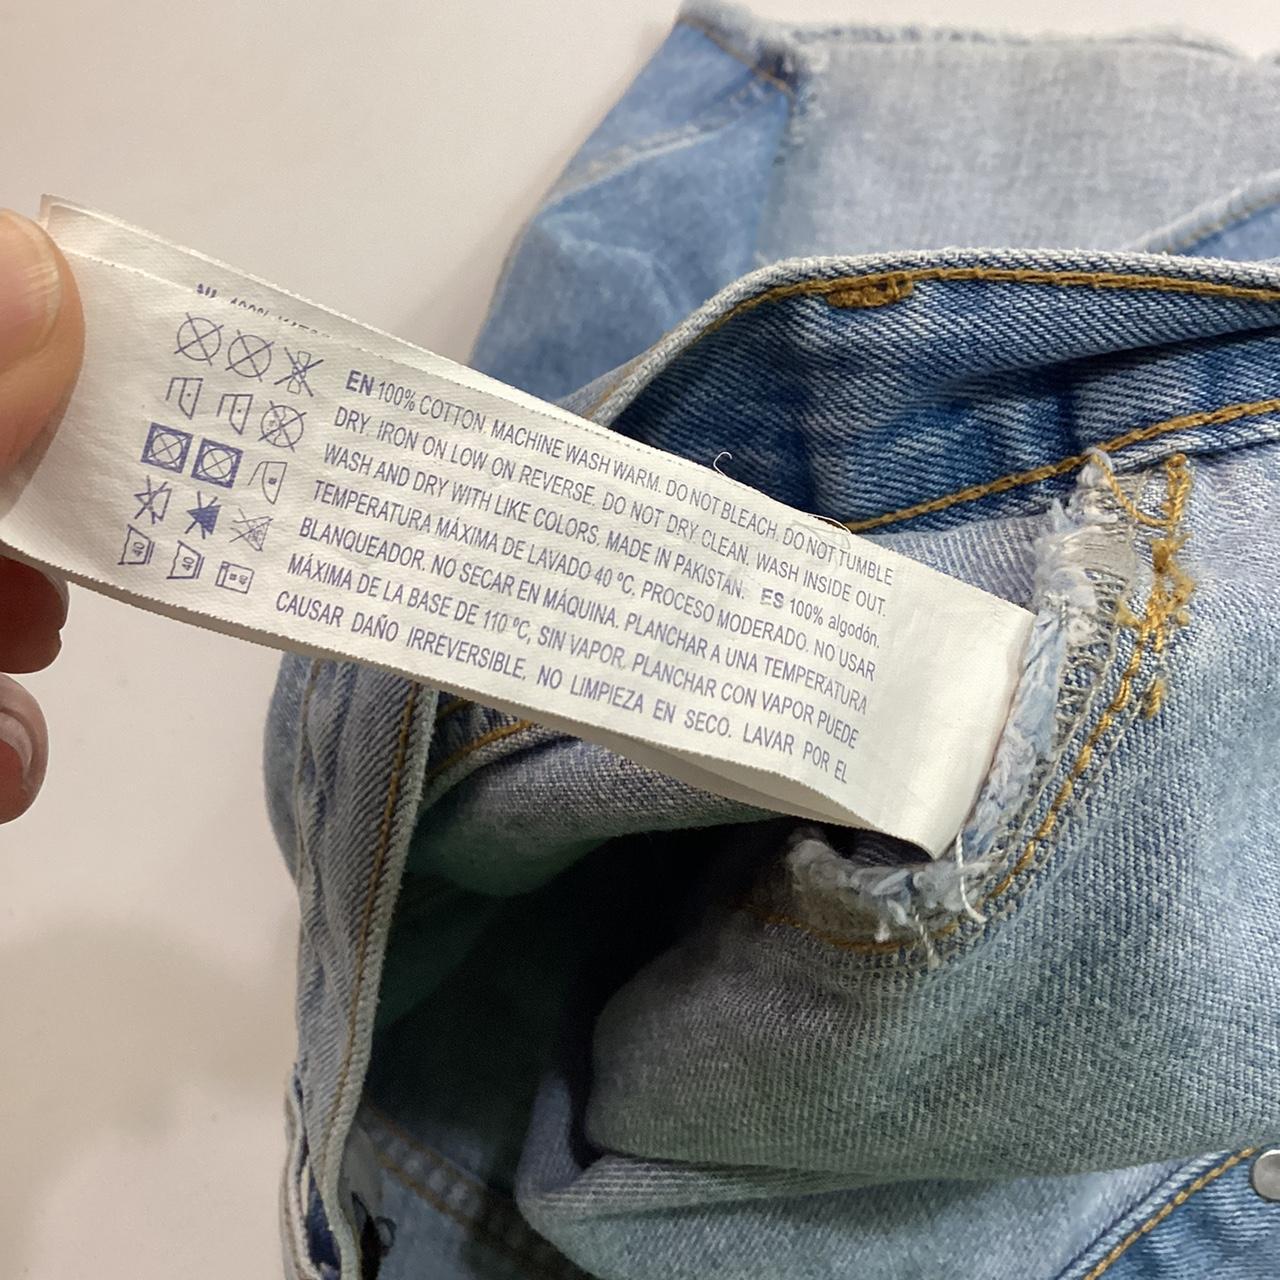 EN 100% COTTON. MACHINE WASH WARM. DO NOT BLEACH. DO NOT TUMBLE
DRY. IRON ON LOW ON REVERSE. DO NOT DRY CLEAN. WASH INSIDE OUT.
WASH AND DRY WITH LIKE COLORS. MADE IN PAKISTAN. ES 100% algodón.
TEMPERATURA MÁXIMA DE LAVADO 40 ºC, PROCESO MODERADO. NO USAR
BLANQUEADOR. NO SECAR EN MÁQUINA. PLANCHAR A UNA TEMPERATURA
MÁXIMA DE LA BASE DE 110 ºC, SIN VAPOR. PLANCHAR CON VAPOR PUEDE
CAUSAR DAÑO IRREVERSIBLE. NO LIMPIEZA EN SECO. LAVAR POR EL